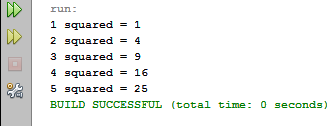 run:
1 squared = 1
2 squared = 4
3 squared = 9
4 squared = 16
5 squared = 25
BUILD SUCCESSFUL (total time: 0 seconds)